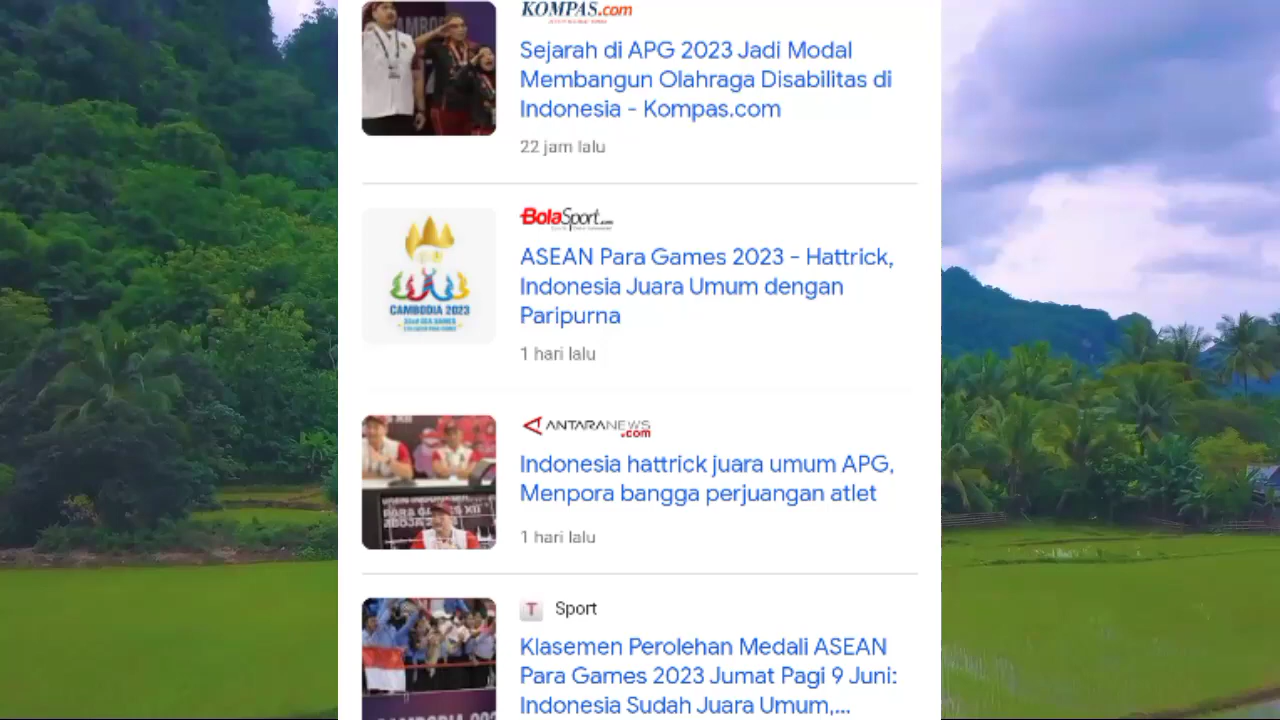 KOMPAS.com
Sejarah di APG 2023 Jadi Modal
Membangun Olahraga Disabilitas di
Indonesia - Kompas.com
22 jam lalu
BolaSport.com
CAMBODIA 2023
ASEAN Para Games 2023 - Hattrick,
Indonesia Juara Umum dengan
Paripurna
1 hari lalu
ANTARANEWS
.com
Indonesia hattrick juara umum APG,
Menpora bangga perjuangan atlet
1 hari lalu
T Sport
Klasemen Perolehan Medali ASEAN
Para Games 2023 Jumat Pagi 9 Juni:
Indonesia Sudah Juara Umum,...